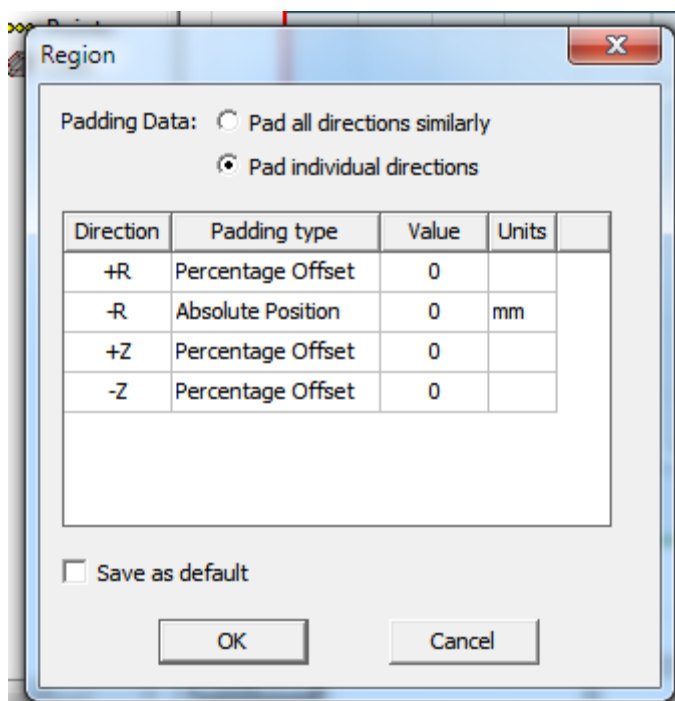 Region
Padding Data: Pad all directions similarly
Pad individual directions
Direction Padding type Value Units
+R Percentage Offset 0
-R Absolute Position 0 mm
+Z Percentage Offset 0
-Z Percentage Offset 0
Save as default
OK Cancel